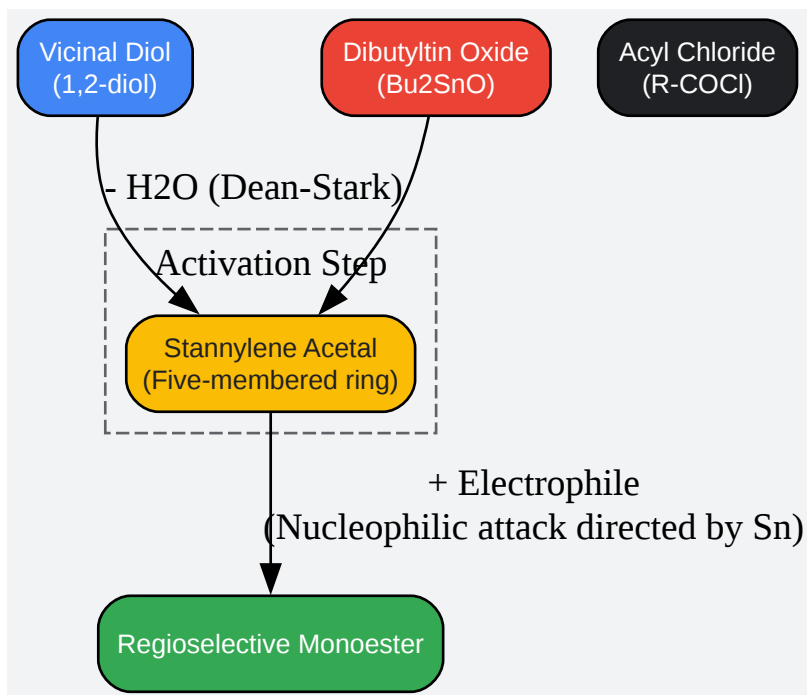 Vicinal Diol
(1,2-diol)
Dibutyltin Oxide
(Bu2SnO)
Acyl Chloride
(R-COCl)
- H2O (Dean-Stark)
Activation Step
Stannylene Acetal
(Five-membered ring)
+ Electrophile
(Nucleophilic attack directed by Sn)
Regioselective Monoester